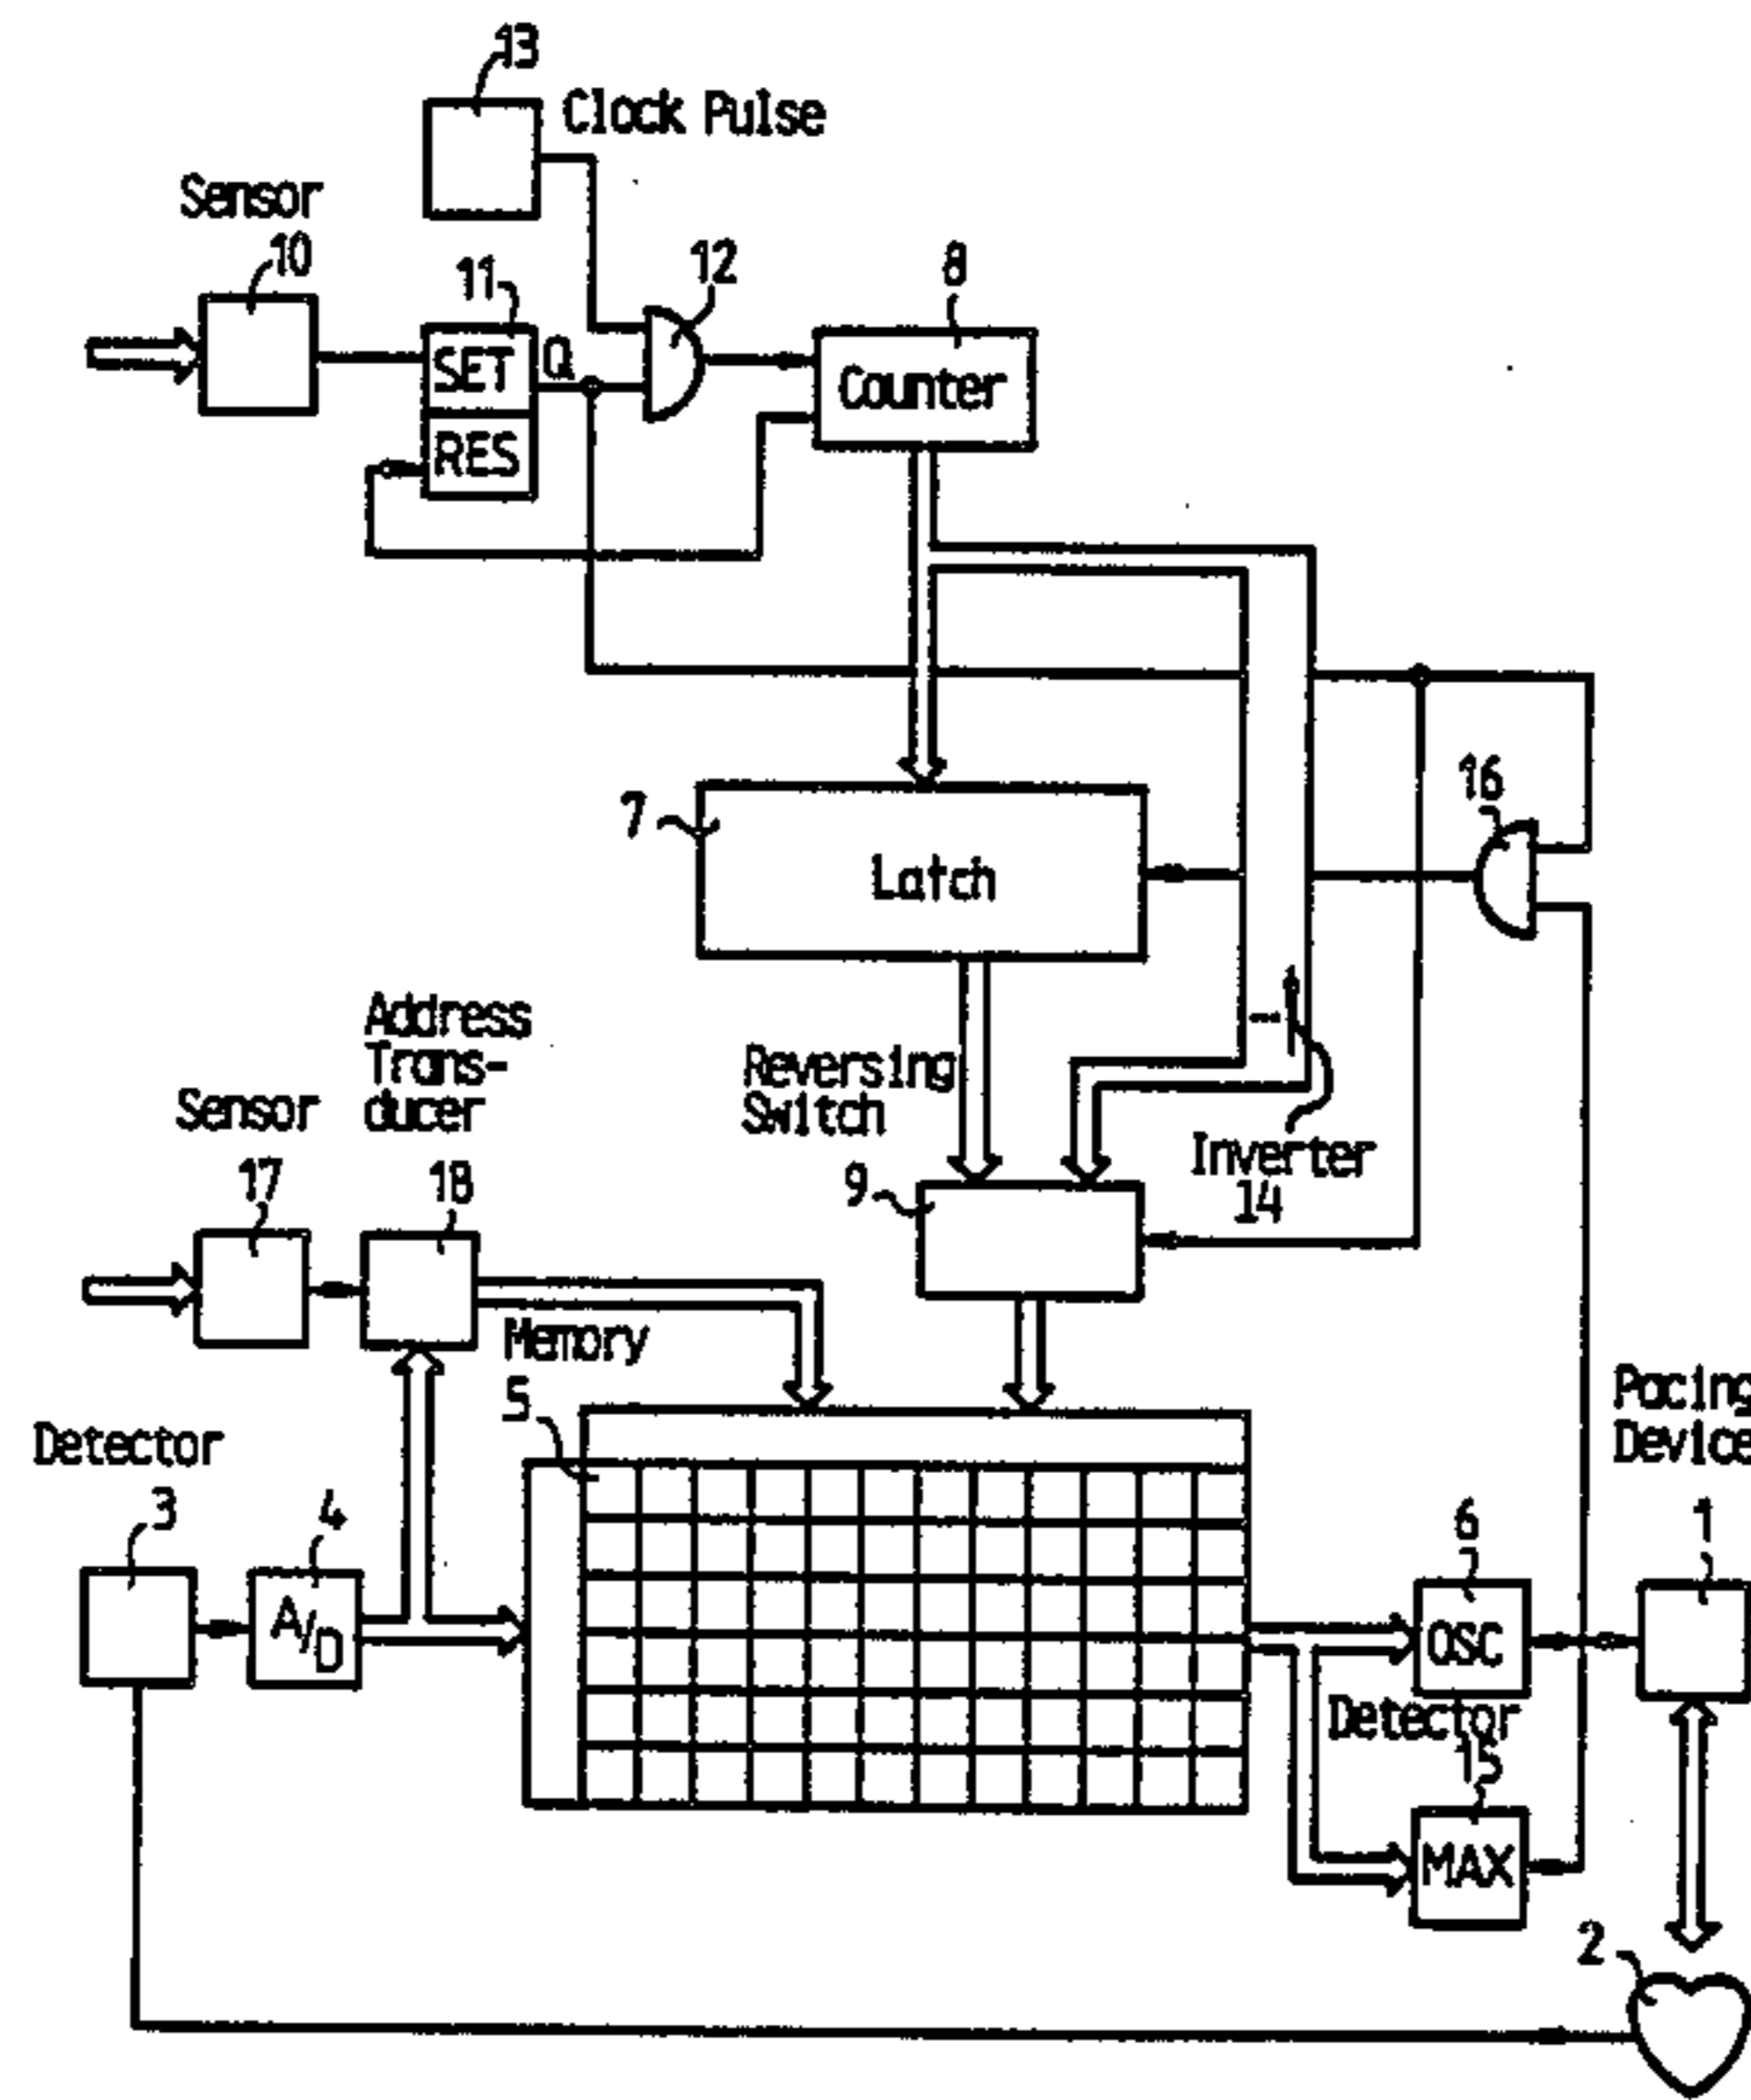 13
Clock Pulse
Sensor
10
11
12
8
SET
Q
Counter
RES
16
7
Latch
Address
Trans-
ducer
Reversing
Switch
Sensor
17
18
9
Inverter
14
-1
Memory
5
Pacing
Device
Detector
3
4
6
1
A/D
OSC
Detector
15
MAX
2